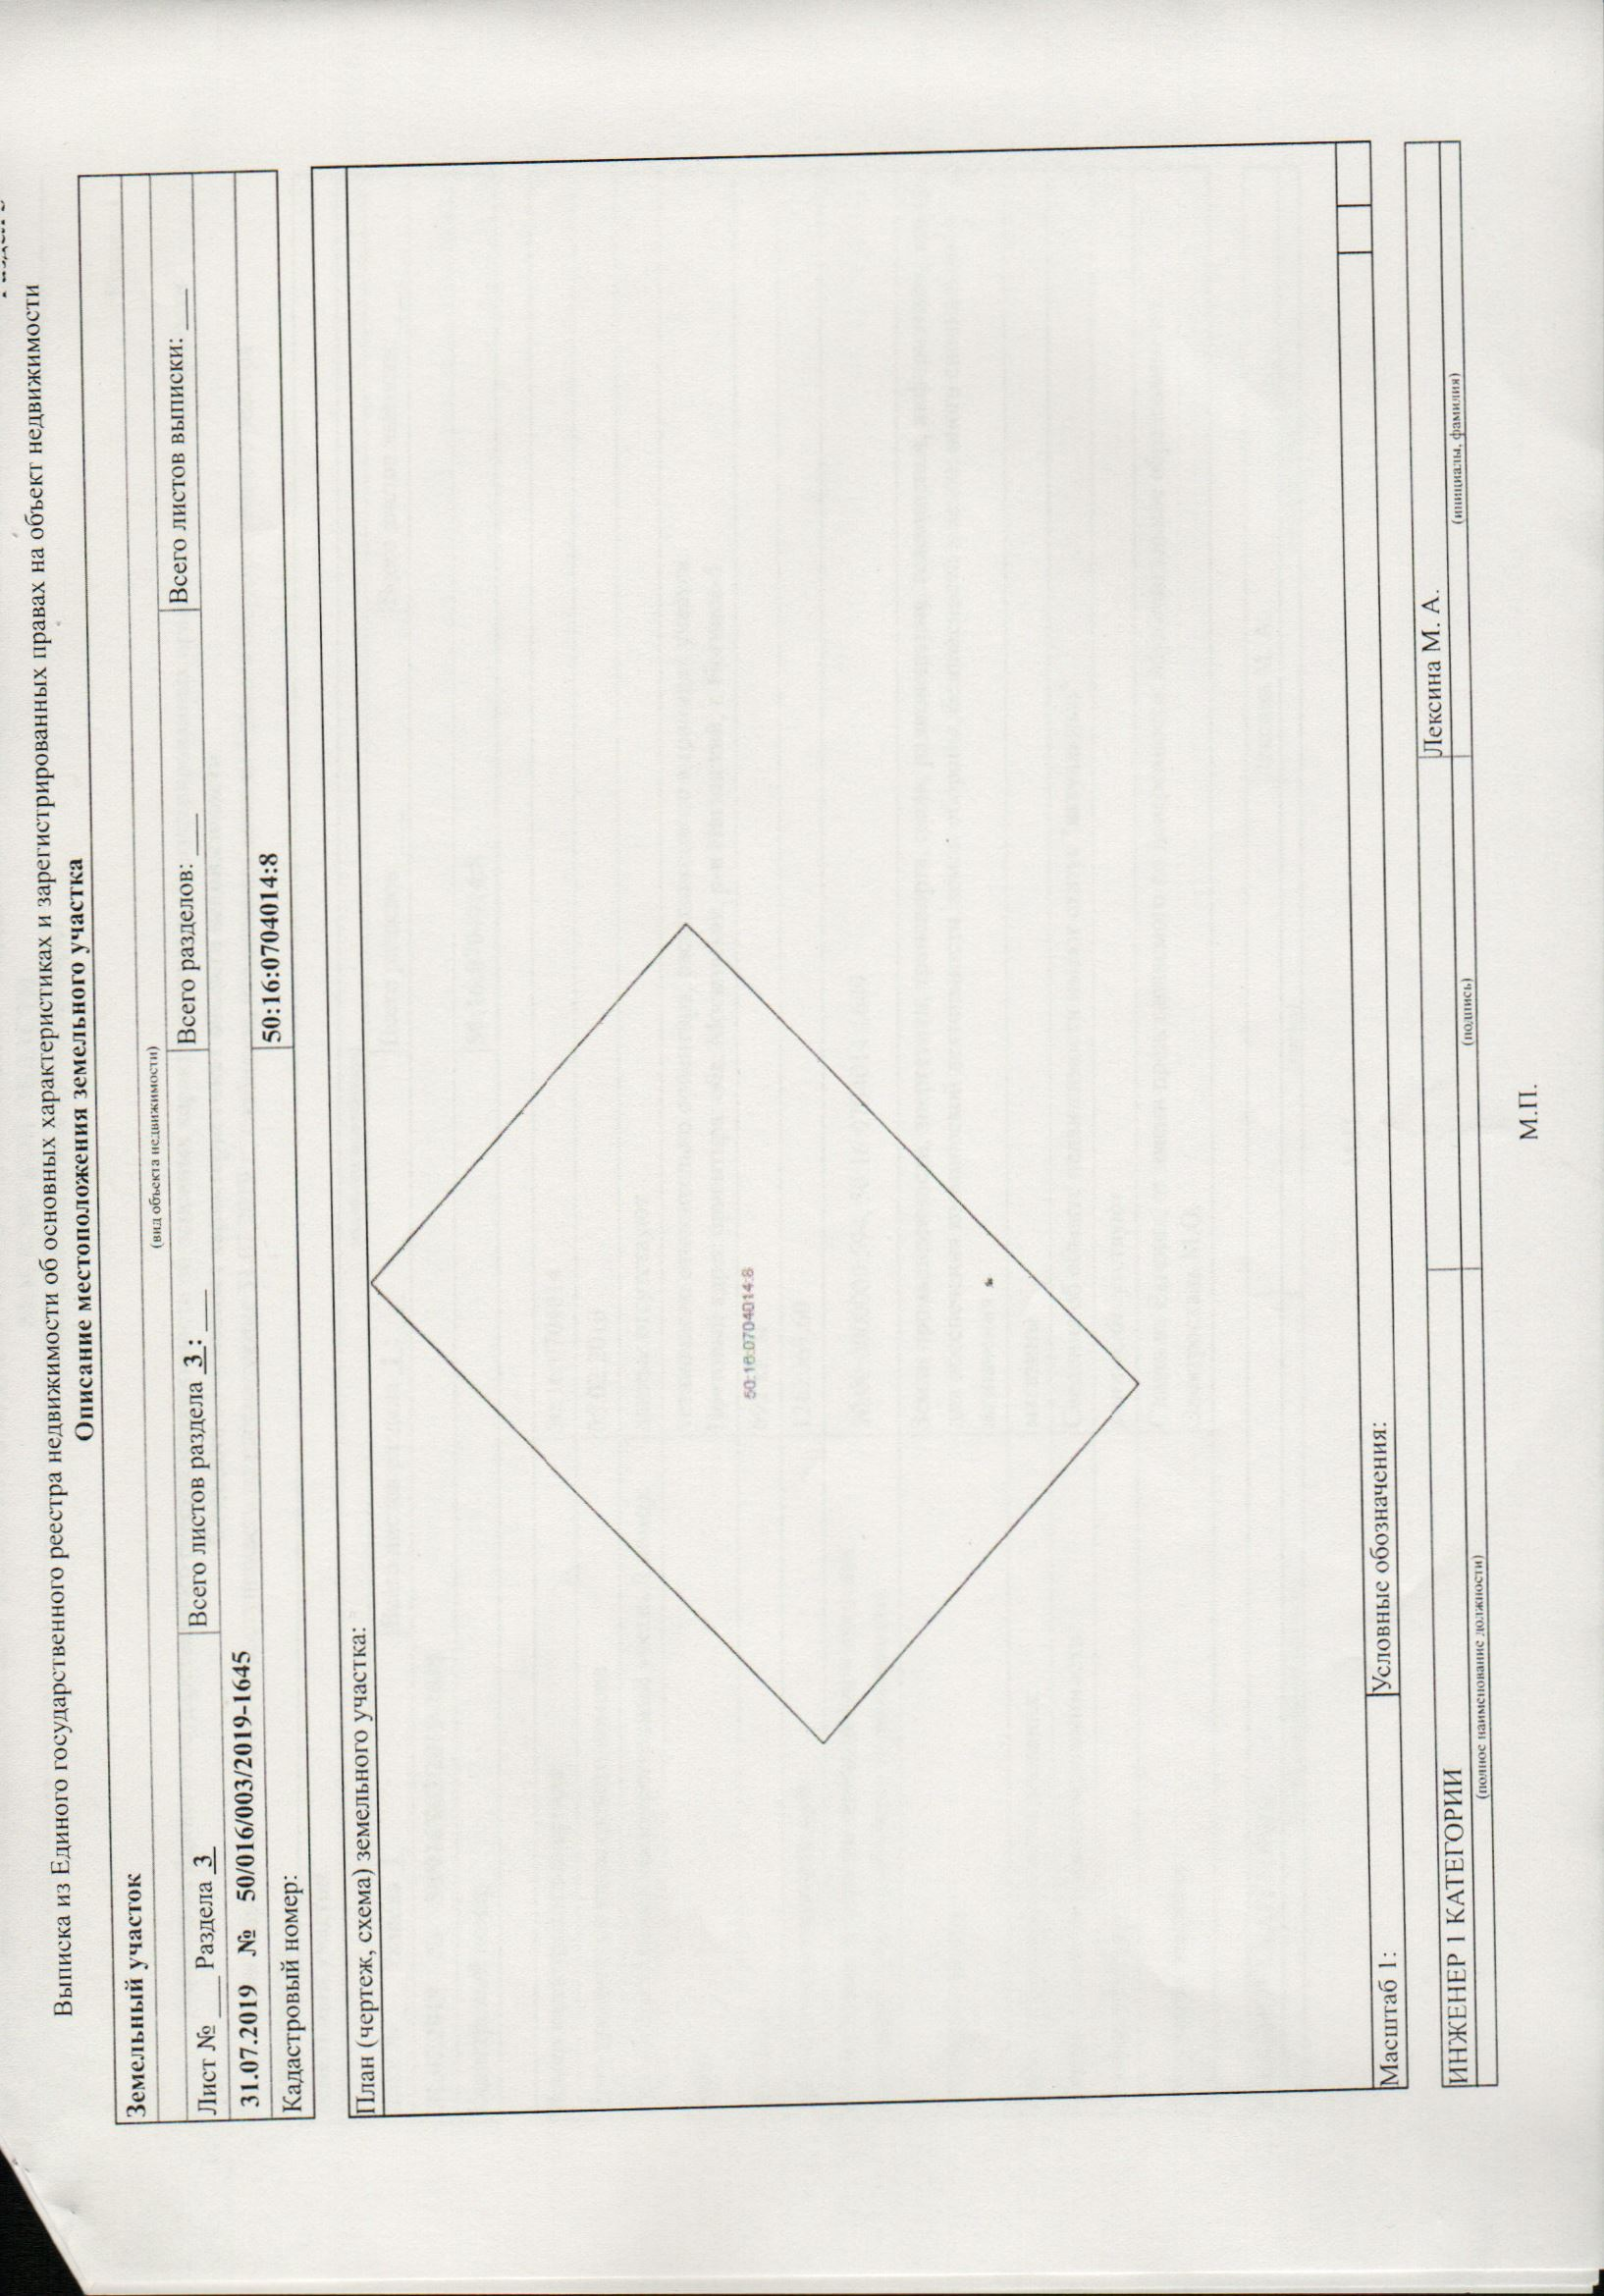 Выписка из Единого государственного реестра недвижимости об основных характеристиках и зарегистрированных правах на объект недвижимости
Описание местоположения земельного участка
Земельный участок
(вид объекта недвижимости)
Лист № ___ Раздела 3 Всего листов раздела 3 : ___ Всего разделов: ___ Всего листов выписки: ___
31.07.2019 № 50/016/003/2019-1645
Кадастровый номер: 50:16:0704014:8
План (чертеж, схема) земельного участка:
50:16:0704014:8
Масштаб 1: Условные обозначения:
ИНЖЕНЕР 1 КАТЕГОРИИ Лексина М. А.
(полное наименование должности) (подпись) (инициалы, фамилия)
М.П.